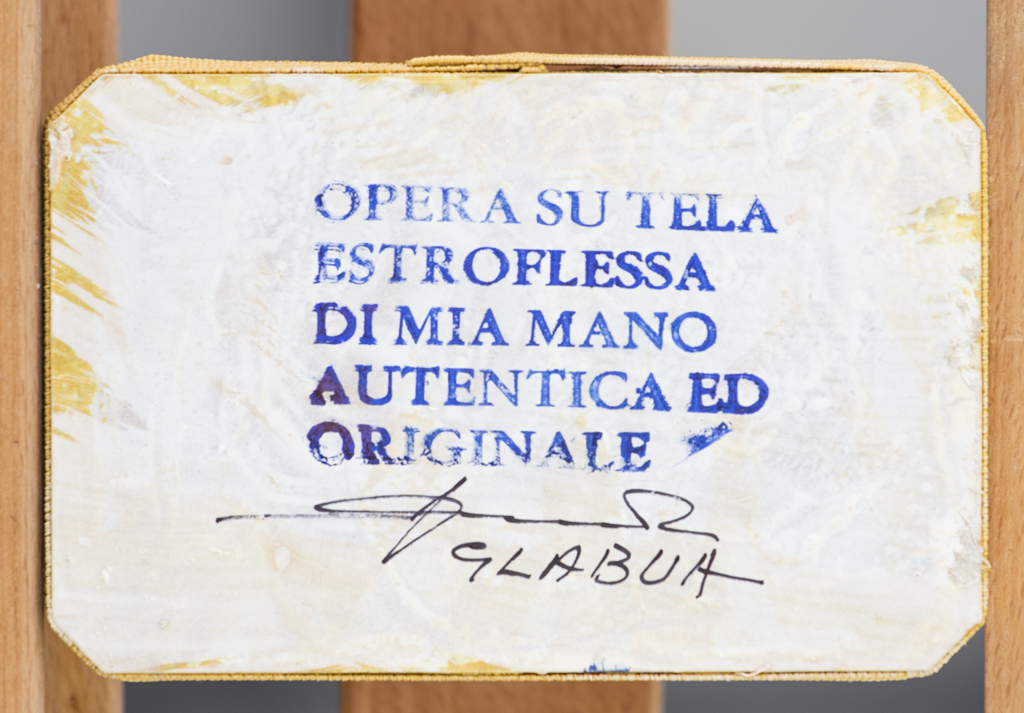 OPERA SU TELA
ESTROFLESSA
DI MIA MANO
AUTENTICA ED
ORIGINALE
GLABUA